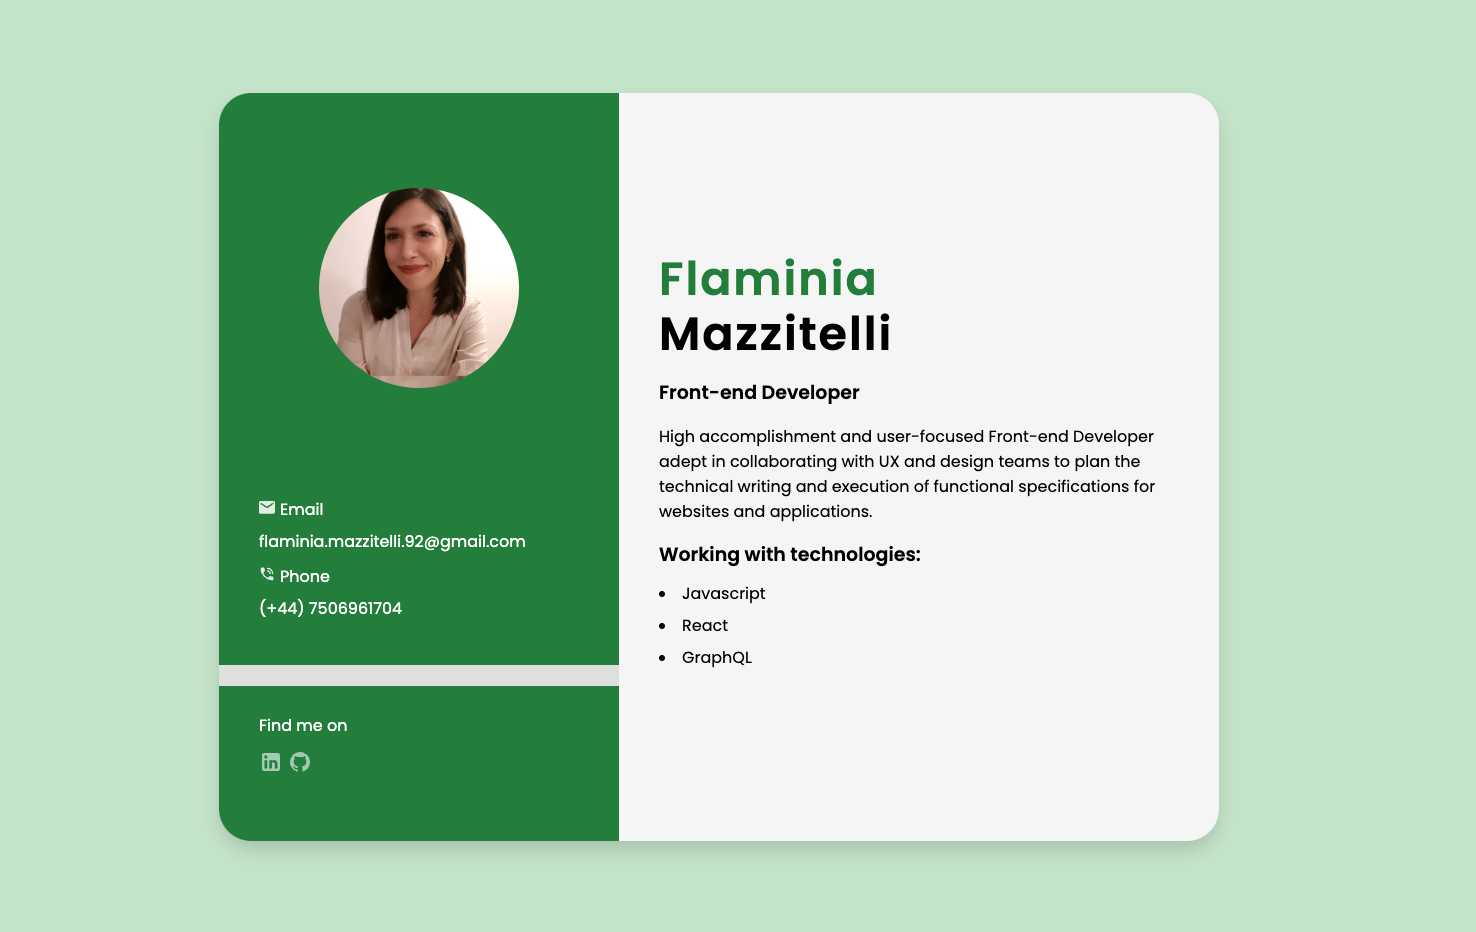 Email
flaminia.mazzitelli.92@gmail.com
Phone
(+44) 7506961704
Find me on
Flaminia
Mazzitelli
Front-end Developer
High accomplishment and user-focused Front-end Developer
adept in collaborating with UX and design teams to plan the
technical writing and execution of functional specifications for
websites and applications.
Working with technologies:
• Javascript
• React
• GraphQL